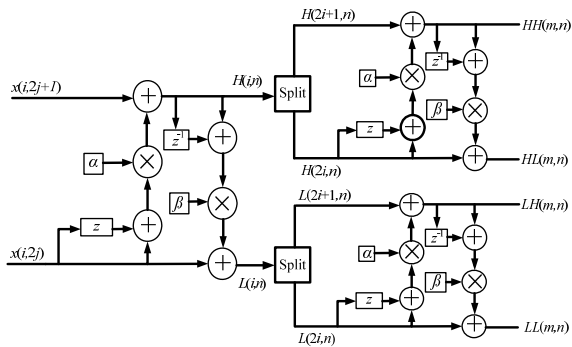 H(2i+1,n)
HH(m,n)
z⁻¹
α
β
x(i,2j+1)
H(i,n)
Split
z
HL(m,n)
H(2i,n)
z⁻¹
α
β
L(2i+1,n)
LH(m,n)
z
z⁻¹
α
x(i,2j)
L(i,n)
Split
β
z
L(2i,n)
LL(m,n)